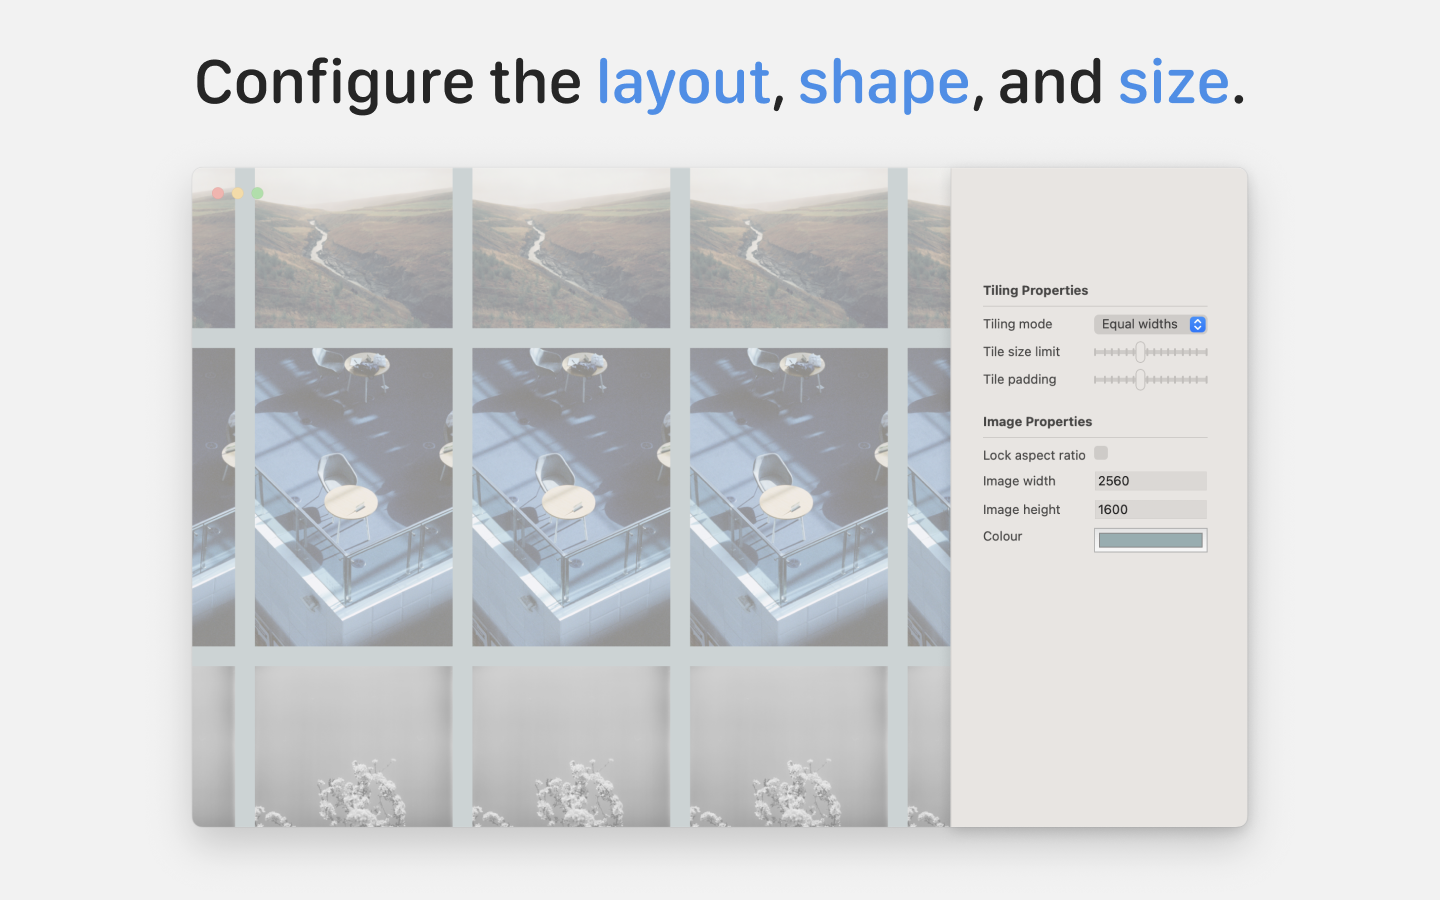 Configure the layout, shape, and size.
Tiling Properties
Tiling mode Equal widths
Tile size limit
Tile padding
Image Properties
Lock aspect ratio
Image width 2560
Image height 1600
Colour